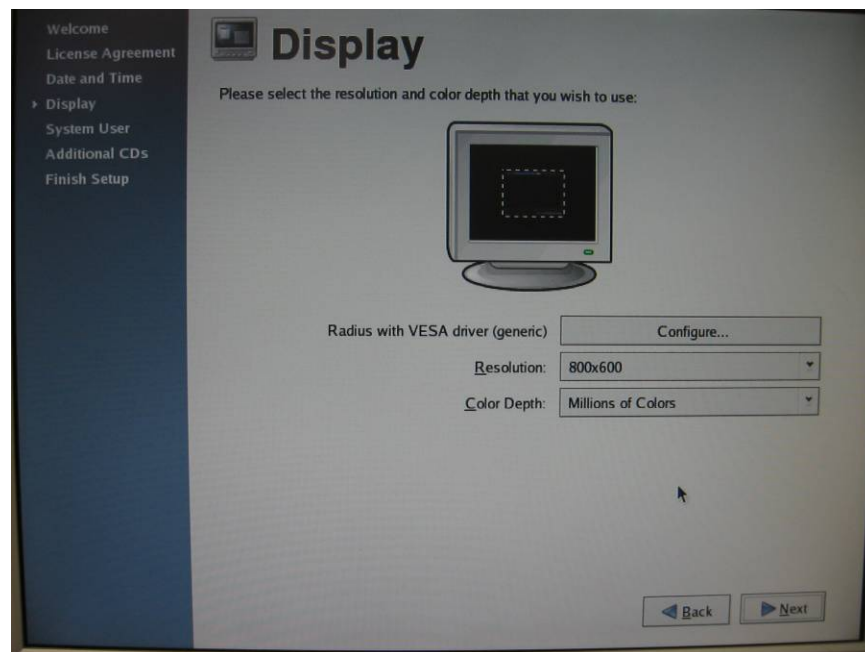 Welcome
License Agreement
Date and Time
Display
System User
Additional CDs
Finish Setup
Display
Please select the resolution and color depth that you wish to use:
Radius with VESA driver (generic)
Configure...
Resolution:
800x600
Color Depth:
Millions of Colors
Back
Next